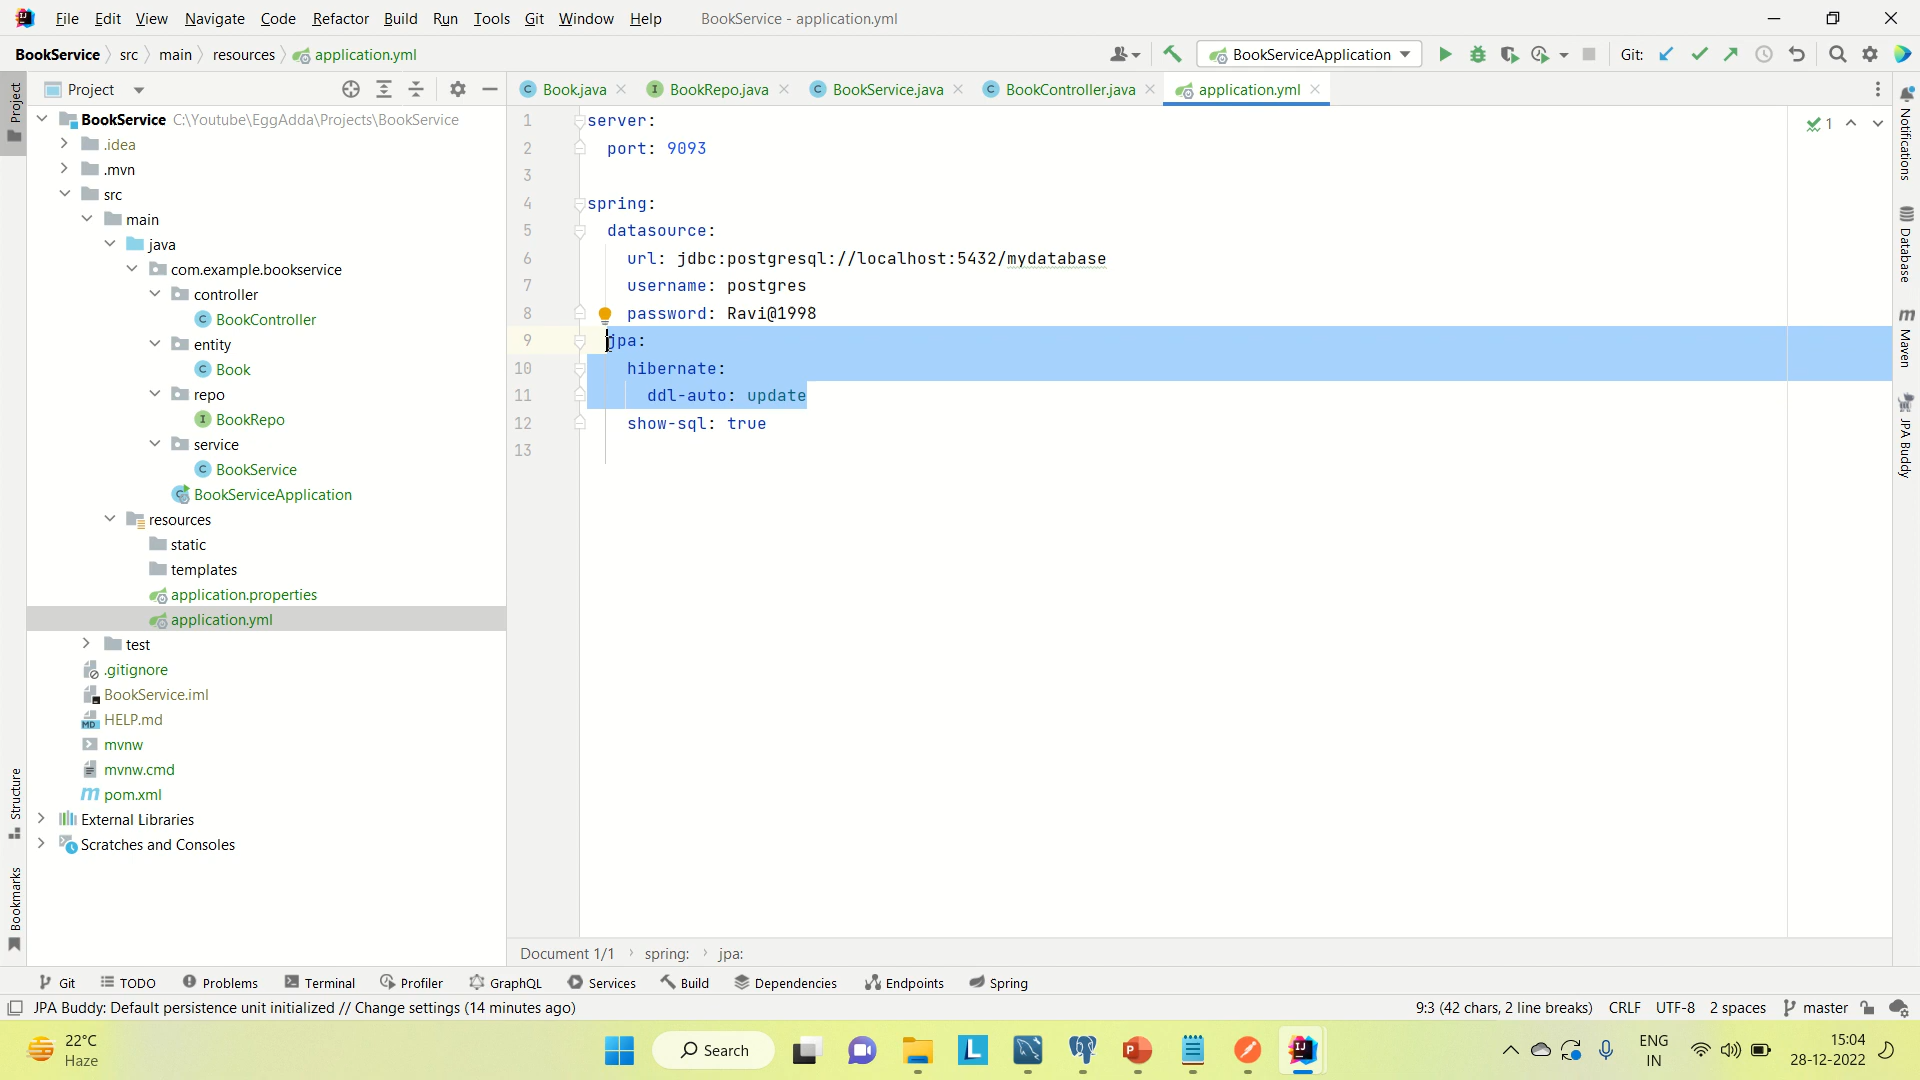 File Edit View Navigate Code Refactor Build Run Tools Git Window Help BookService - application.yml
BookService src main resources application.yml BookServiceApplication Git:
Project Book.java BookRepo.java BookService.java BookController.java application.yml
BookService C:\Youtube\EggAdda\Projects\BookService
.idea
.mvn
src
main
java
com.example.bookservice
controller
BookController
entity
Book
repo
BookRepo
service
BookService
BookServiceApplication
resources
static
templates
application.properties
application.yml
test
.gitignore
BookService.iml
HELP.md
mvnw
mvnw.cmd
pom.xml
External Libraries
Scratches and Consoles
Project
Structure
Bookmarks
1 server:
2 port: 9093
3
4 spring:
5 datasource:
6 url: jdbc:postgresql://localhost:5432/mydatabase
7 username: postgres
8 password: Ravi@1998
9 jpa:
10 hibernate:
11 ddl-auto: update
12 show-sql: true
13
1
Notifications
Database
Maven
JPA Buddy
Document 1/1 spring: jpa:
Git TODO Problems Terminal Profiler GraphQL Services Build Dependencies Endpoints Spring
JPA Buddy: Default persistence unit initialized // Change settings (14 minutes ago) 9:3 (42 chars, 2 line breaks) CRLF UTF-8 2 spaces master
22°C
Haze
Search
ENG
IN
15:04
28-12-2022